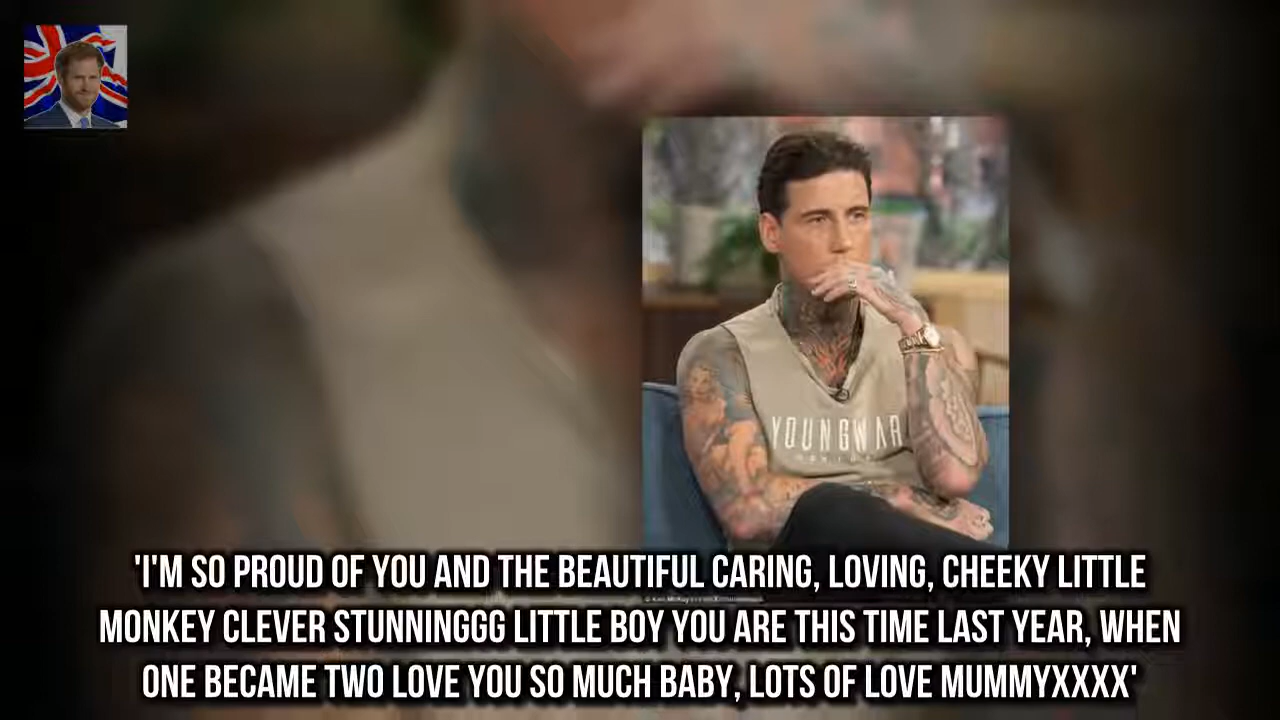 YOUNGWAR
'I'M SO PROUD OF YOU AND THE BEAUTIFUL CARING, LOVING, CHEEKY LITTLE
MONKEY CLEVER STUNNINGGG LITTLE BOY YOU ARE THIS TIME LAST YEAR, WHEN
ONE BECAME TWO LOVE YOU SO MUCH BABY, LOTS OF LOVE MUMMYXXXX'